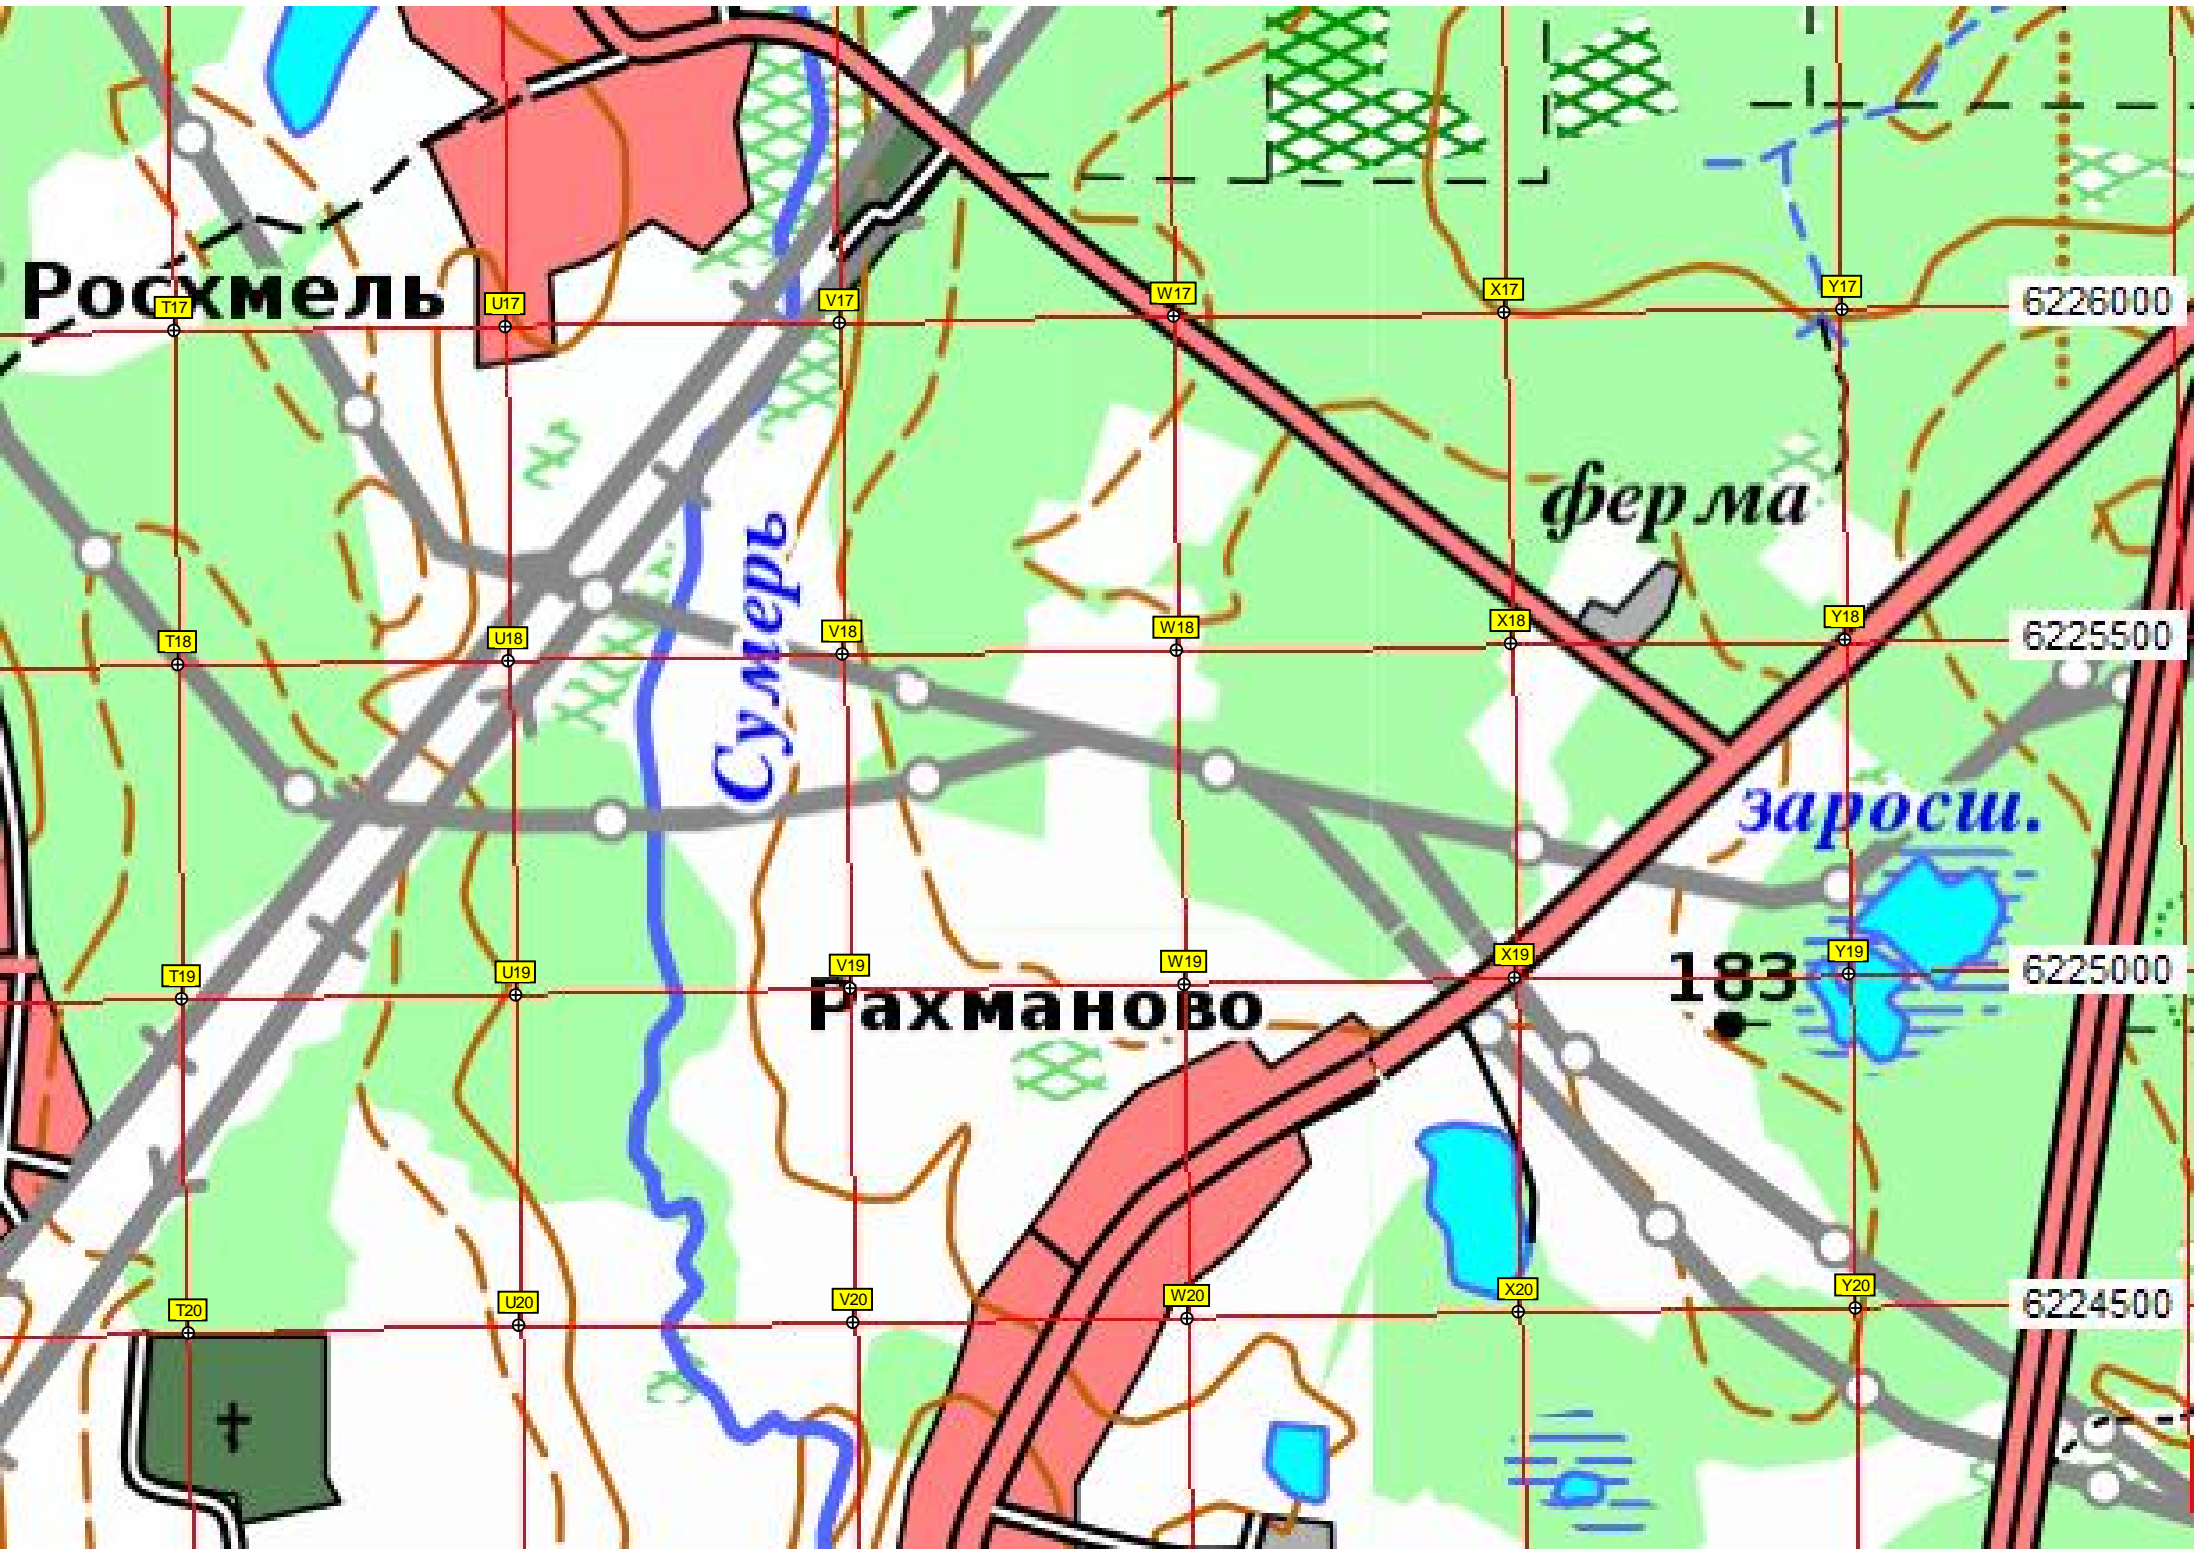 Росхмель
T17 U17 V17 W17 X17 Y17 6226000
ферма
Сумерь
T18 U18 V18 W18 X18 Y18 6225500
заросш.
T19 U19 V19 W19 X19 Y19 6225000
183
Рахманово
T20 U20 V20 W20 X20 Y20 6224500